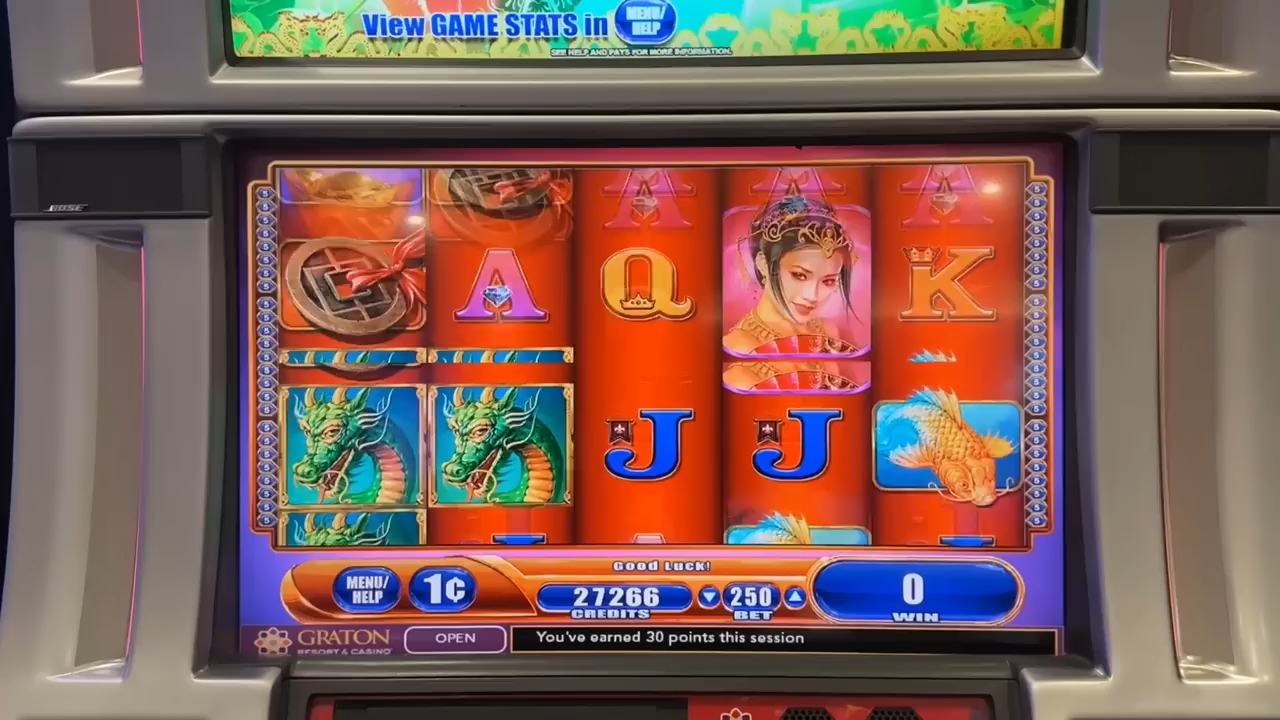 View GAME STATS in MENU/ HELP
SEE HELP AND PAYS FOR MORE INFORMATION.
BOSE
A A A
A Q K
J J
GOOD LUCK!
MENU/ HELP 1¢ 27266 250 0
CREDITS BET WIN
GRATON OPEN You've earned 30 points this session
RESORT & CASINO